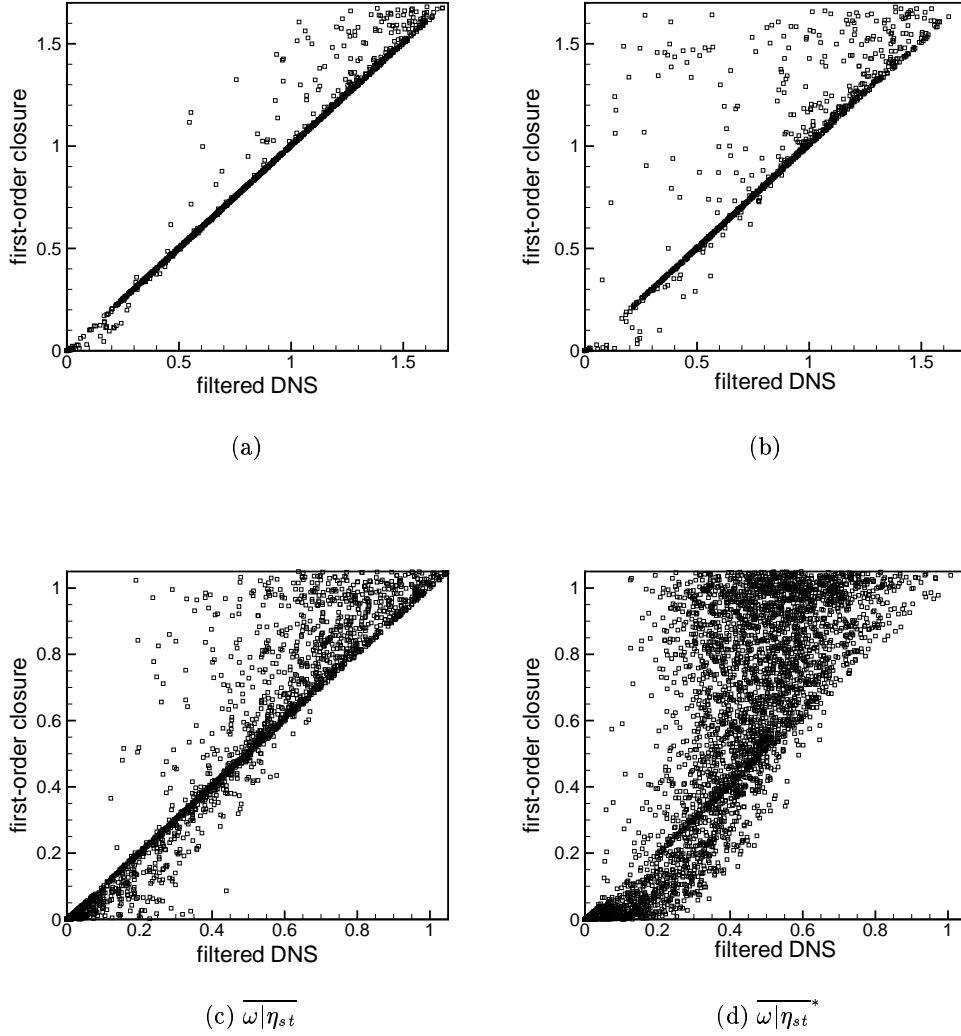 first-order closure
1.5
1
0.5
0
0 0.5 1 1.5
filtered DNS
(a)
first-order closure
1.5
1
0.5
0
0 0.5 1 1.5
filtered DNS
(b)
first-order closure
1
0.8
0.6
0.4
0.2
0
0 0.2 0.4 0.6 0.8 1
filtered DNS
(c) $\overline{\omega|\eta_{st}}$
first-order closure
1
0.8
0.6
0.4
0.2
0
0 0.2 0.4 0.6 0.8 1
filtered DNS
(d) $\overline{\omega|\eta_{st}}^{*}$